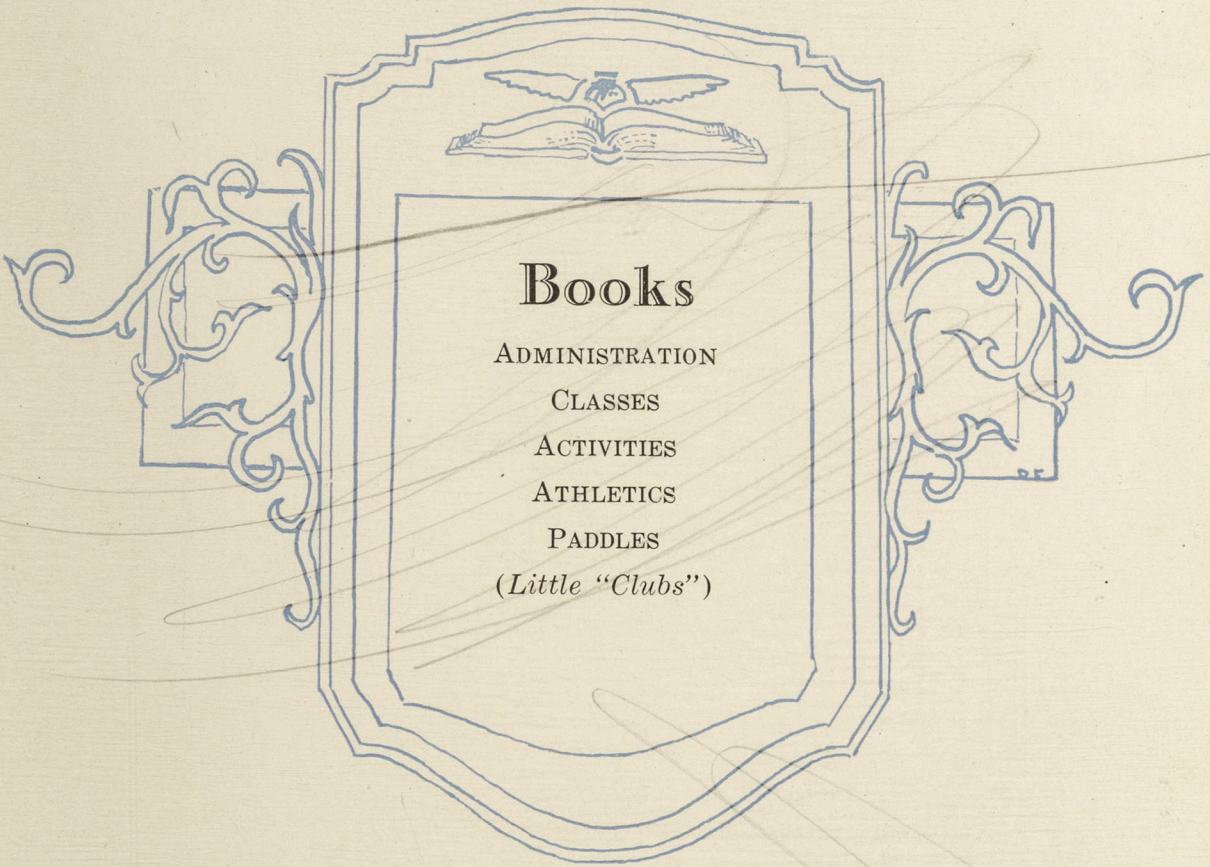 Books
ADMINISTRATION
CLASSES
ACTIVITIES
ATHLETICS
PADDLES
(Little “Clubs”)